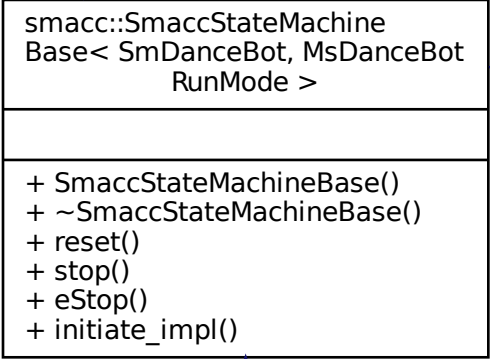 smacc::SmaccStateMachine
Base< SmDanceBot, MsDanceBot
RunMode >
+ SmaccStateMachineBase()
+ ~SmaccStateMachineBase()
+ reset()
+ stop()
+ eStop()
+ initiate_impl()